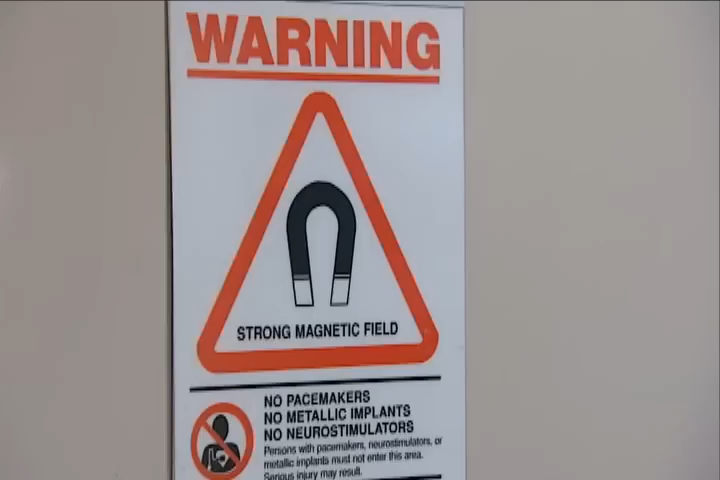 WARNING
STRONG MAGNETIC FIELD
NO PACEMAKERS
NO METALLIC IMPLANTS
NO NEUROSTIMULATORS
Persons with pacemakers, neurostimulators, or
metallic implants must not enter this area.
Serious injury may result.